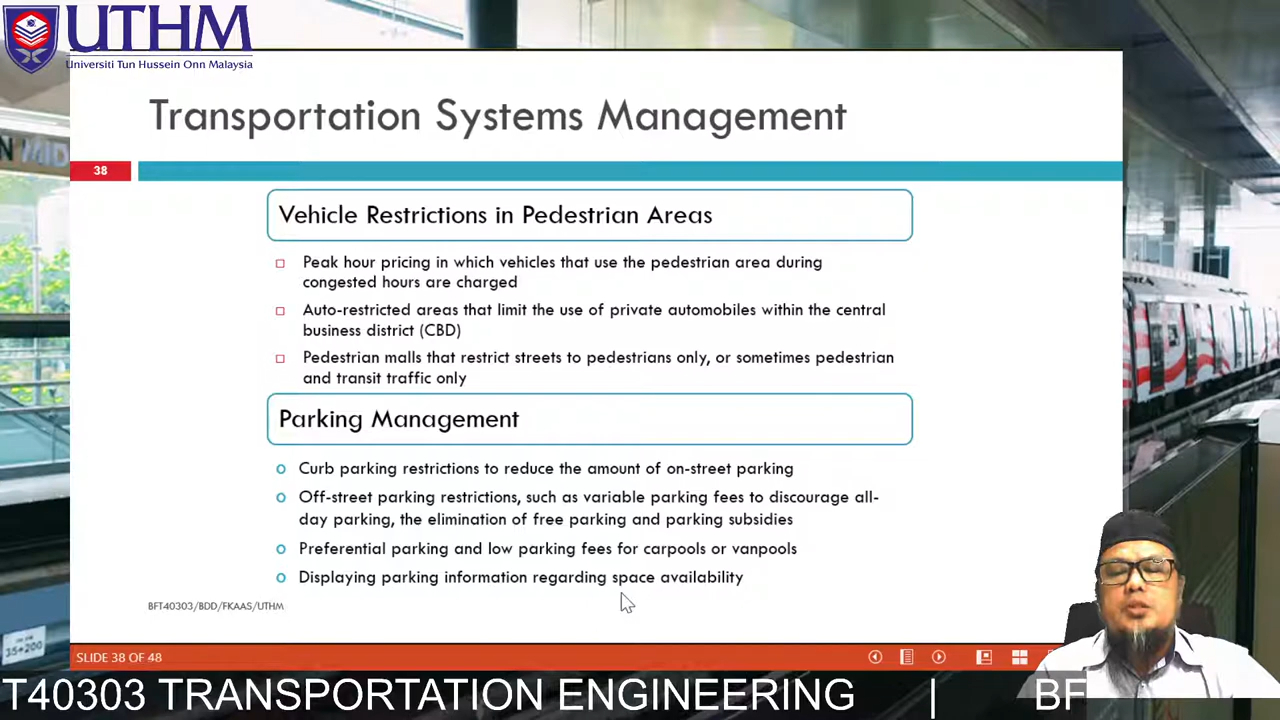 UTHM
Universiti Tun Hussein Onn Malaysia
Transportation Systems Management
38
Vehicle Restrictions in Pedestrian Areas
Peak hour pricing in which vehicles that use the pedestrian area during
congested hours are charged
Auto-restricted areas that limit the use of private automobiles within the central
business district (CBD)
Pedestrian malls that restrict streets to pedestrians only, or sometimes pedestrian
and transit traffic only
Parking Management
Curb parking restrictions to reduce the amount of on-street parking
Off-street parking restrictions, such as variable parking fees to discourage all-
day parking, the elimination of free parking and parking subsidies
Preferential parking and low parking fees for carpools or vanpools
Displaying parking information regarding space availability
BFT40303/BDD/FKAAS/UTHM
35+200
SLIDE 38 OF 48
T40303 TRANSPORTATION ENGINEERING | BF